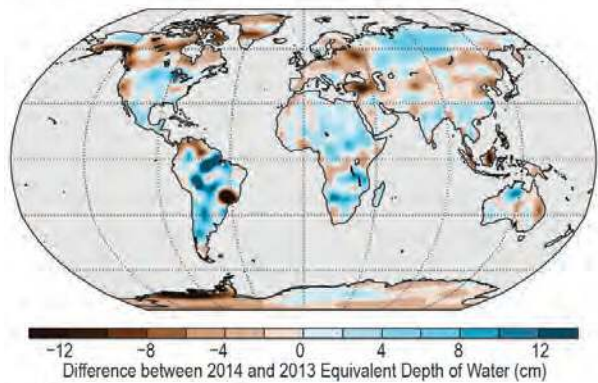 −12 −8 −4 0 4 8 12
Difference between 2014 and 2013 Equivalent Depth of Water (cm)